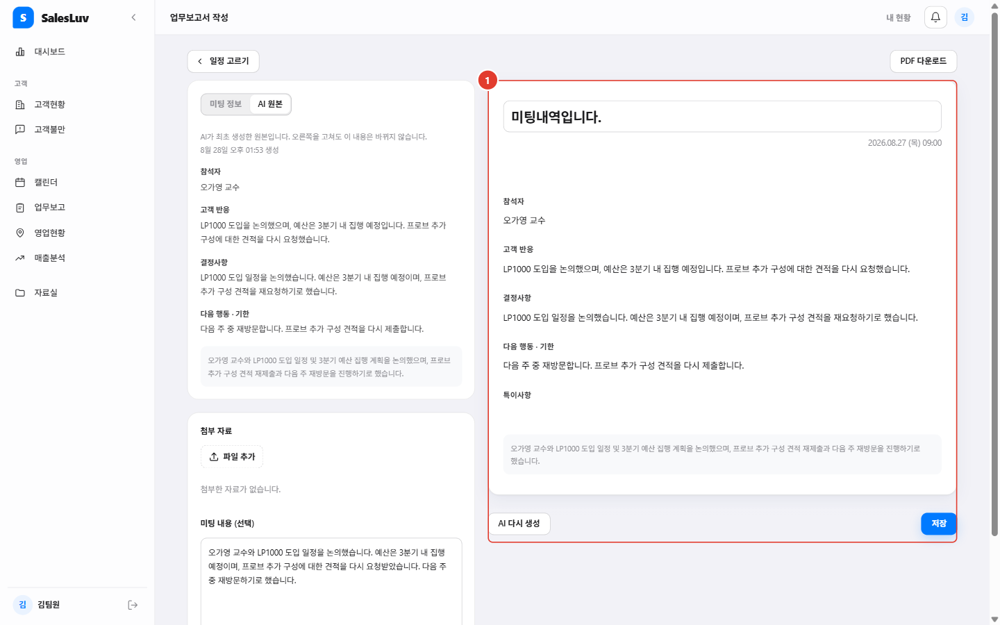 S SalesLuv
업무보고서 작성
내 현황
김
대시보드
고객
고객현황
고객불만
영업
캘린더
업무보고
영업현황
매출분석
자료실
김 김팀원
일정 고르기
PDF 다운로드
미팅 정보 AI 원본
AI가 최초 생성한 원본입니다. 오른쪽을 고쳐도 이 내용은 바뀌지 않습니다.
8월 28일 오후 01:53 생성
참석자
오가영 교수
고객 반응
LP1000 도입을 논의했으며, 예산은 3분기 내 집행 예정입니다. 프로브 추가
구성에 대한 견적을 다시 요청했습니다.
결정사항
LP1000 도입 일정을 논의했습니다. 예산은 3분기 내 집행 예정이며, 프로브
추가 구성 견적을 재요청하기로 했습니다.
다음 행동 · 기한
다음 주 중 재방문합니다. 프로브 추가 구성 견적을 다시 제출합니다.
오가영 교수와 LP1000 도입 일정 및 3분기 예산 집행 계획을 논의했으며, 프로브
추가 구성 견적 재제출과 다음 주 재방문을 진행하기로 했습니다.
첨부 자료
파일 추가
첨부한 자료가 없습니다.
미팅 내용 (선택)
오가영 교수와 LP1000 도입 일정을 논의했습니다. 예산은 3분기 내 집행
예정이며, 프로브 추가 구성에 대한 견적을 다시 요청받았습니다. 다음 주
중 재방문하기로 했습니다.
1
미팅내역입니다.
2026.08.27 (목) 09:00
참석자
오가영 교수
고객 반응
LP1000 도입을 논의했으며, 예산은 3분기 내 집행 예정입니다. 프로브 추가 구성에 대한 견적을 다시 요청했습니다.
결정사항
LP1000 도입 일정을 논의했습니다. 예산은 3분기 내 집행 예정이며, 프로브 추가 구성 견적을 재요청하기로 했습니다.
다음 행동 · 기한
다음 주 중 재방문합니다. 프로브 추가 구성 견적을 다시 제출합니다.
특이사항
오가영 교수와 LP1000 도입 일정 및 3분기 예산 집행 계획을 논의했으며, 프로브 추가 구성 견적 재제출과 다음 주 재방문을 진행하기로
했습니다.
AI 다시 생성
저장